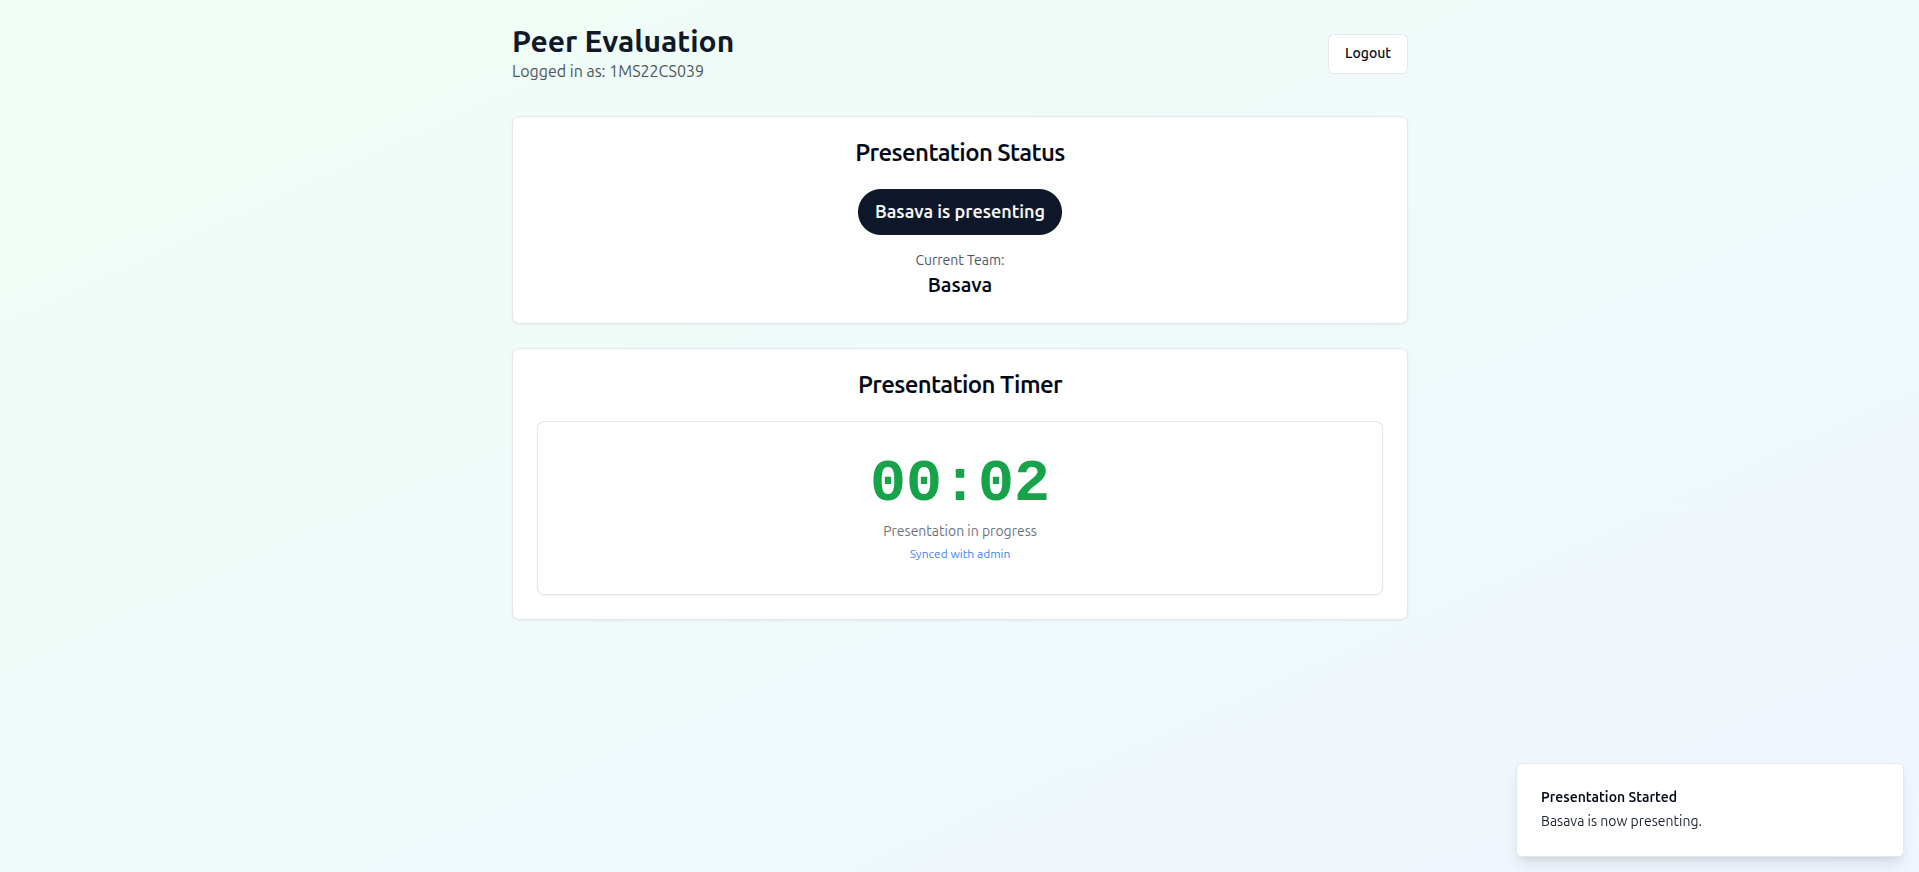 Peer Evaluation
Logged in as: 1MS22CS039
Logout
Presentation Status
Basava is presenting
Current Team:
Basava
Presentation Timer
00:02
Presentation in progress
Synced with admin
Presentation Started
Basava is now presenting.